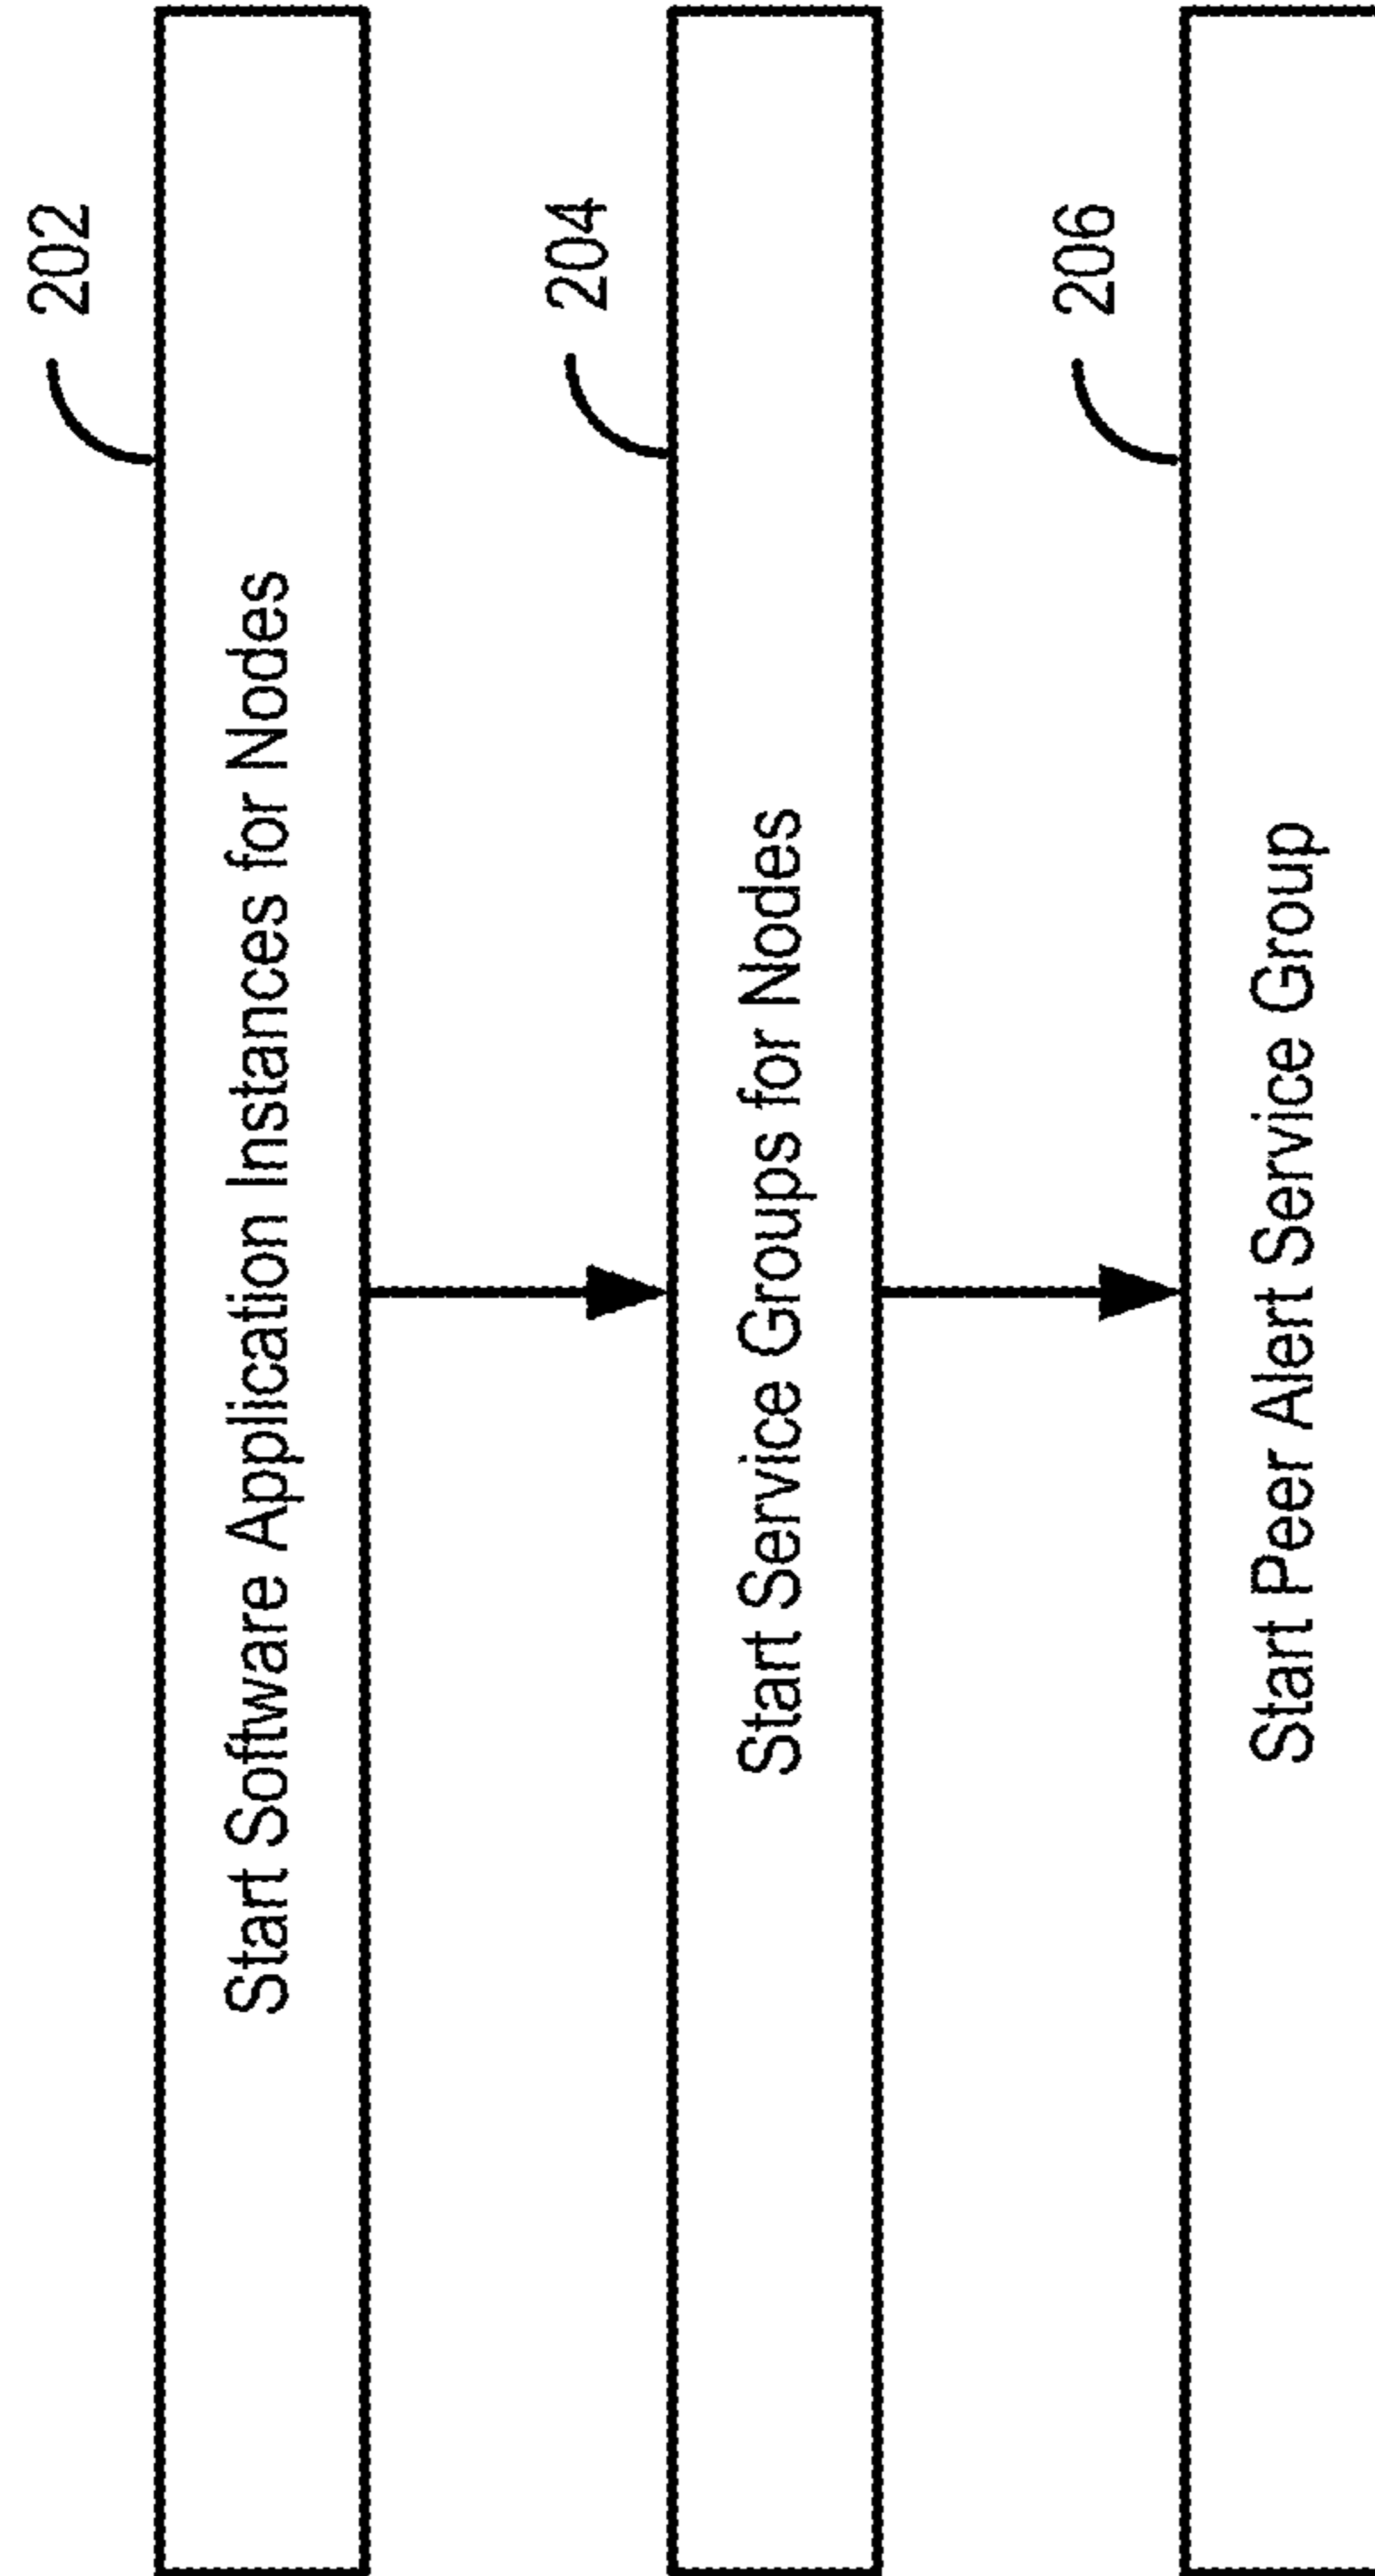 202
Start Software Application Instances for Nodes
204
Start Service Groups for Nodes
206
Start Peer Alert Service Group